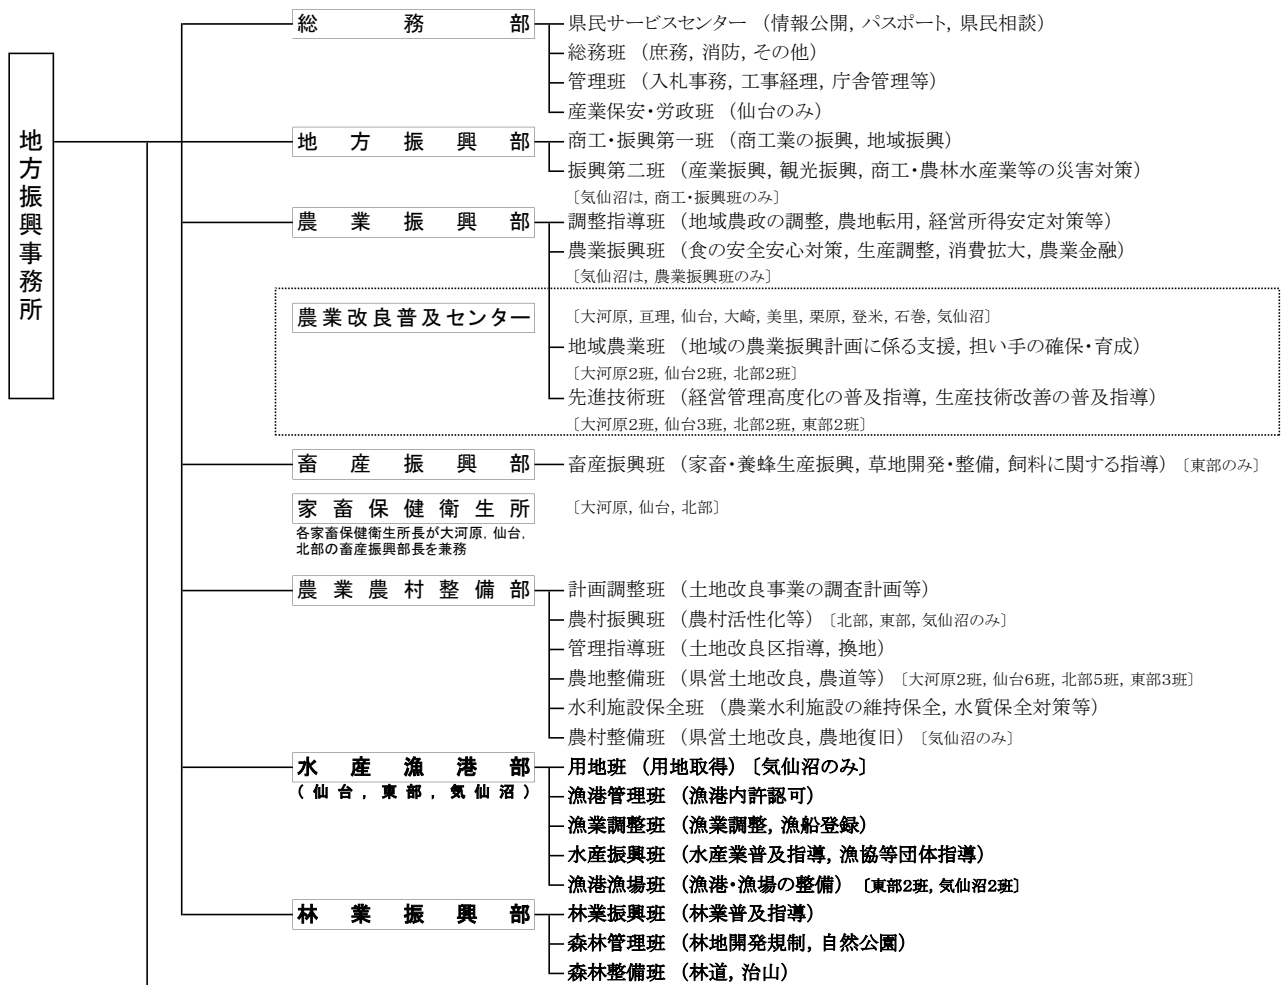 地方振興事務所
総務部 県民サービスセンター (情報公開, パスポート, 県民相談)
総務班 (庶務, 消防, その他)
管理班 (入札事務, 工事経理, 庁舎管理等)
産業保安・労政班 (仙台のみ)
地方振興部 商工・振興第一班 (商工業の振興, 地域振興)
振興第二班 (産業振興, 観光振興, 商工・農林水産業等の災害対策)
〔気仙沼は, 商工・振興班のみ〕
農業振興部 調整指導班 (地域農政の調整, 農地転用, 経営所得安定対策等)
農業振興班 (食の安全安心対策, 生産調整, 消費拡大, 農業金融)
〔気仙沼は, 農業振興班のみ〕
農業改良普及センター 〔大河原, 亘理, 仙台, 大崎, 美里, 栗原, 登米, 石巻, 気仙沼〕
地域農業班 (地域の農業振興計画に係る支援, 担い手の確保・育成)
〔大河原2班, 仙台2班, 北部2班〕
先進技術班 (経営管理高度化の普及指導, 生産技術改善の普及指導)
〔大河原2班, 仙台3班, 北部2班, 東部2班〕
畜産振興部 畜産振興班 (家畜・養蜂生産振興, 草地開発・整備, 飼料に関する指導) 〔東部のみ〕
家畜保健衛生所 〔大河原, 仙台, 北部〕
各家畜保健衛生所長が大河原, 仙台,
北部の畜産振興部長を兼務
農業農村整備部 計画調整班 (土地改良事業の調査計画等)
農村振興班 (農村活性化等) 〔北部, 東部, 気仙沼のみ〕
管理指導班 (土地改良区指導, 換地)
農地整備班 (県営土地改良, 農道等) 〔大河原2班, 仙台6班, 北部5班, 東部3班〕
水利施設保全班 (農業水利施設の維持保全, 水質保全対策等)
農村整備班 (県営土地改良, 農地復旧) 〔気仙沼のみ〕
水産漁港部 用地班 (用地取得) 〔気仙沼のみ〕
(仙台, 東部, 気仙沼) 漁港管理班 (漁港内許認可)
漁業調整班 (漁業調整, 漁船登録)
水産振興班 (水産業普及指導, 漁協等団体指導)
漁港漁場班 (漁港・漁場の整備) 〔東部2班, 気仙沼2班〕
林業振興部 林業振興班 (林業普及指導)
森林管理班 (林地開発規制, 自然公園)
森林整備班 (林道, 治山)